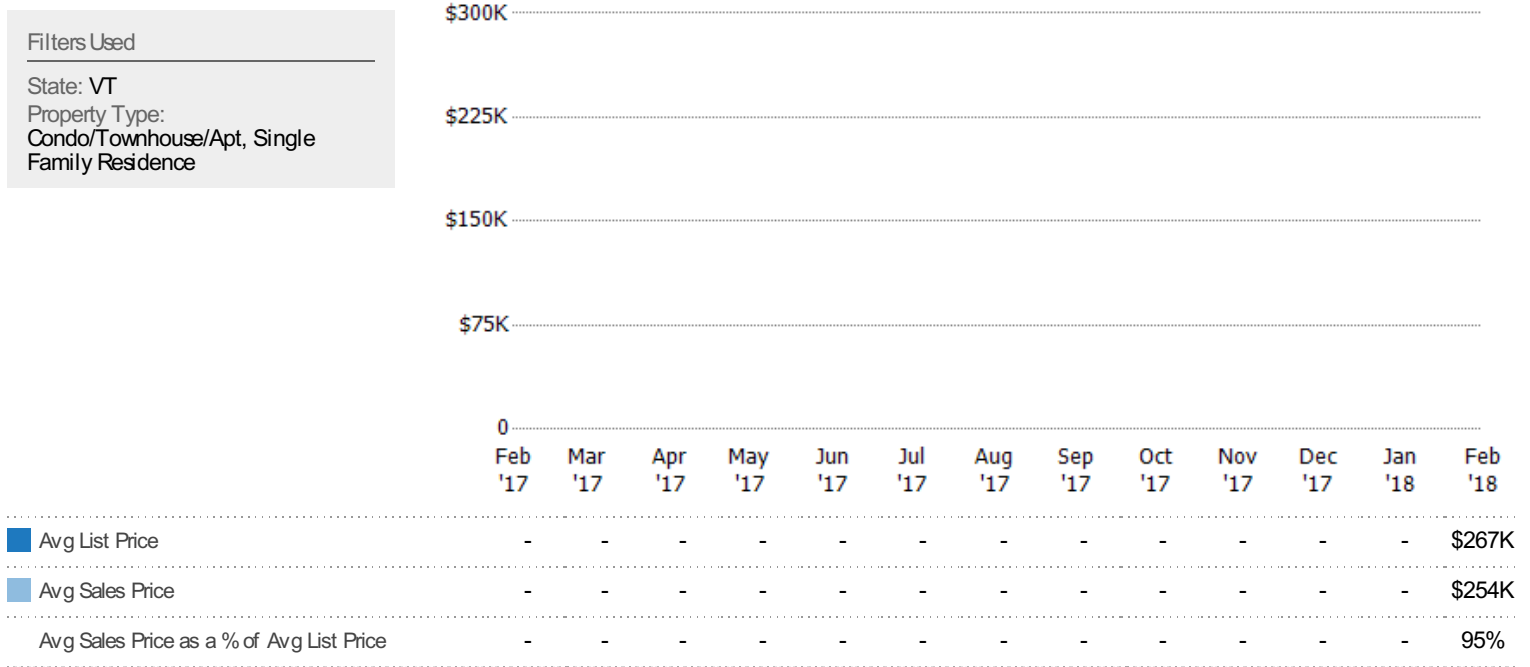 Filters Used
State: VT
Property Type:
Condo/Townhouse/Apt, Single
Family Residence
$300K
$225K
$150K
$75K
0
Feb Mar Apr May Jun Jul Aug Sep Oct Nov Dec Jan Feb
'17 '17 '17 '17 '17 '17 '17 '17 '17 '17 '17 '18 '18
Avg List Price - - - - - - - - - - - - $267K
Avg Sales Price - - - - - - - - - - - - $254K
Avg Sales Price as a % of Avg List Price - - - - - - - - - - - - 95%